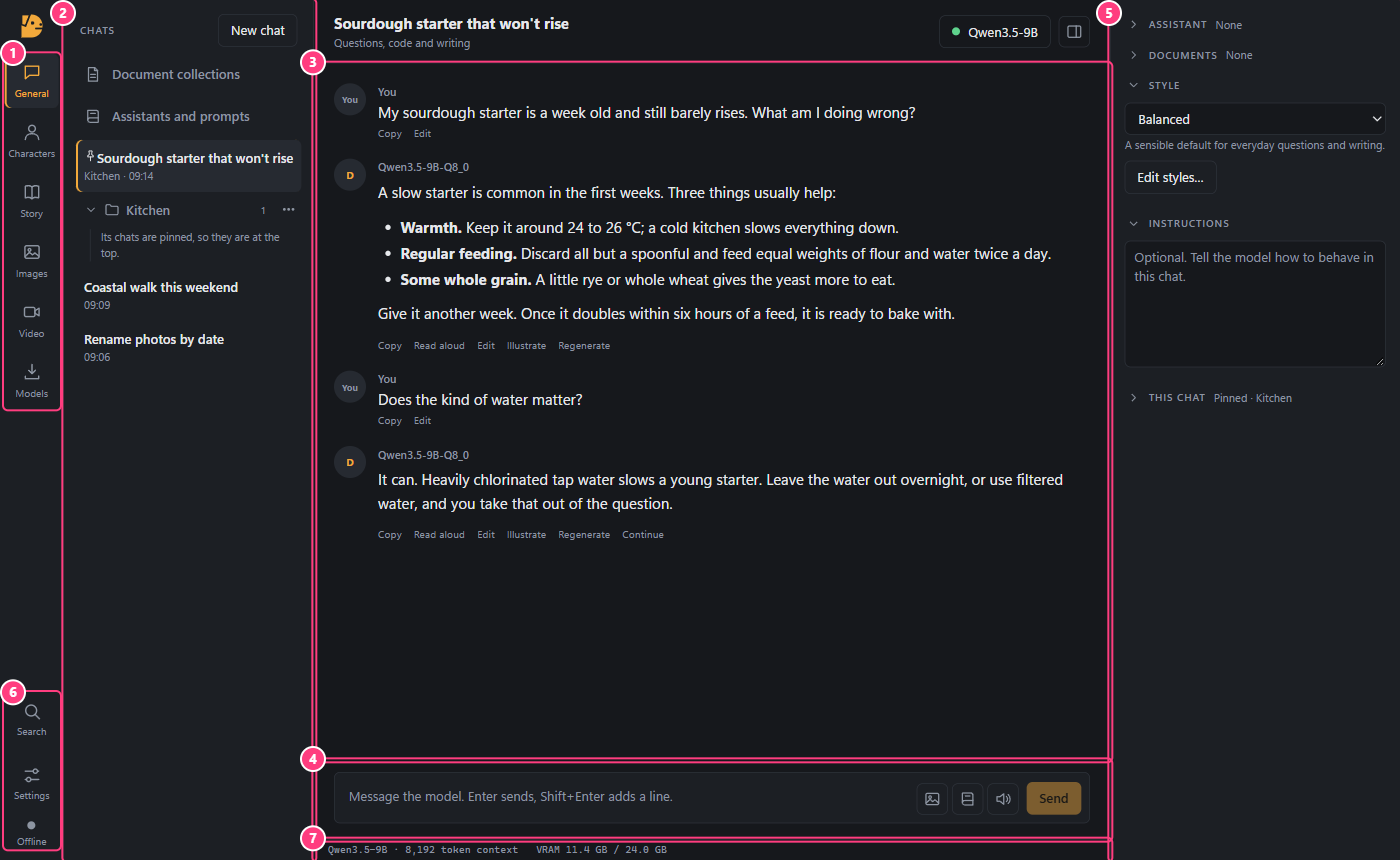 1
General
Characters
Story
Images
Video
Models
6
Search
Settings
Offline
2
CHATS
New chat
Document collections
Assistants and prompts
Sourdough starter that won't rise
Kitchen · 09:14
Kitchen
1
Its chats are pinned, so they are at the
top.
Coastal walk this weekend
09:09
Rename photos by date
09:06
Sourdough starter that won't rise
Questions, code and writing
Qwen3.5-9B
3
You
You
My sourdough starter is a week old and still barely rises. What am I doing wrong?
Copy Edit
D
Qwen3.5-9B-Q8_0
A slow starter is common in the first weeks. Three things usually help:
• Warmth. Keep it around 24 to 26 °C; a cold kitchen slows everything down.
• Regular feeding. Discard all but a spoonful and feed equal weights of flour and water twice a day.
• Some whole grain. A little rye or whole wheat gives the yeast more to eat.
Give it another week. Once it doubles within six hours of a feed, it is ready to bake with.
Copy Read aloud Edit Illustrate Regenerate
You
You
Does the kind of water matter?
Copy Edit
D
Qwen3.5-9B-Q8_0
It can. Heavily chlorinated tap water slows a young starter. Leave the water out overnight, or use filtered
water, and you take that out of the question.
Copy Read aloud Edit Illustrate Regenerate Continue
4
Message the model. Enter sends, Shift+Enter adds a line.
Send
7
Qwen3.5-9B · 8,192 token context VRAM 11.4 GB / 24.0 GB
5
ASSISTANT None
DOCUMENTS None
STYLE
Balanced
A sensible default for everyday questions and writing.
Edit styles...
INSTRUCTIONS
Optional. Tell the model how to behave in
this chat.
THIS CHAT Pinned · Kitchen